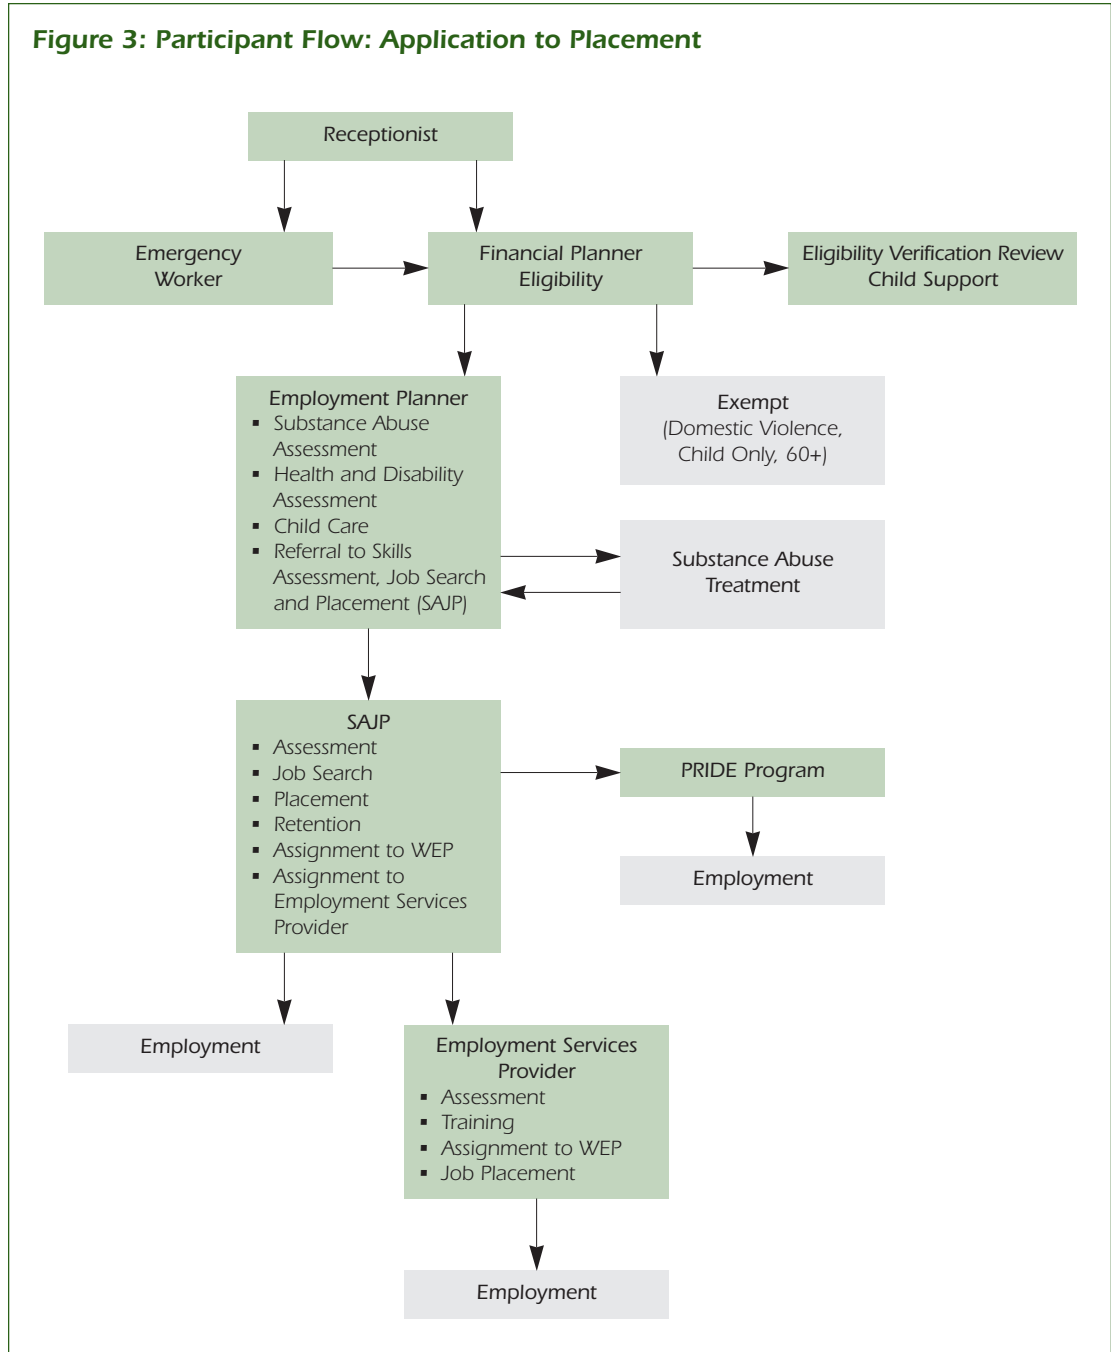 Figure 3: Participant Flow: Application to Placement
Receptionist
Emergency
Worker
Financial Planner
Eligibility
Eligibility Verification Review
Child Support
Employment Planner
▪ Substance Abuse
Assessment
▪ Health and Disability
Assessment
▪ Child Care
▪ Referral to Skills
Assessment, Job Search
and Placement (SAJP)
Exempt
(Domestic Violence,
Child Only, 60+)
Substance Abuse
Treatment
SAJP
▪ Assessment
▪ Job Search
▪ Placement
▪ Retention
▪ Assignment to WEP
▪ Assignment to
Employment Services
Provider
PRIDE Program
Employment
Employment
Employment Services
Provider
▪ Assessment
▪ Training
▪ Assignment to WEP
▪ Job Placement
Employment